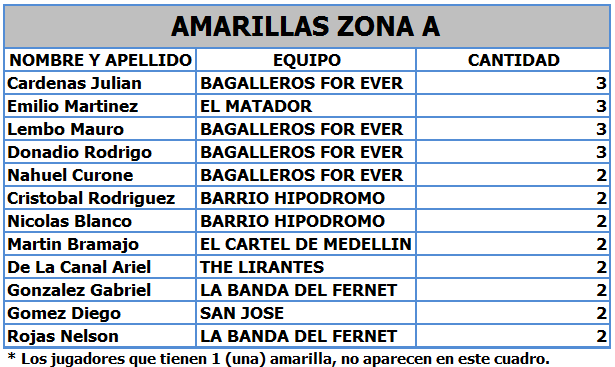 AMARILLAS ZONA A
NOMBRE Y APELLIDO EQUIPO CANTIDAD
Cardenas Julian BAGALLEROS FOR EVER 3
Emilio Martinez EL MATADOR 3
Lembo Mauro BAGALLEROS FOR EVER 3
Donadio Rodrigo BAGALLEROS FOR EVER 3
Nahuel Curone BAGALLEROS FOR EVER 2
Cristobal Rodriguez BARRIO HIPODROMO 2
Nicolas Blanco BARRIO HIPODROMO 2
Martin Bramajo EL CARTEL DE MEDELLIN 2
De La Canal Ariel THE LIRANTES 2
Gonzalez Gabriel LA BANDA DEL FERNET 2
Gomez Diego SAN JOSE 2
Rojas Nelson LA BANDA DEL FERNET 2
* Los jugadores que tienen 1 (una) amarilla, no aparecen en este cuadro.